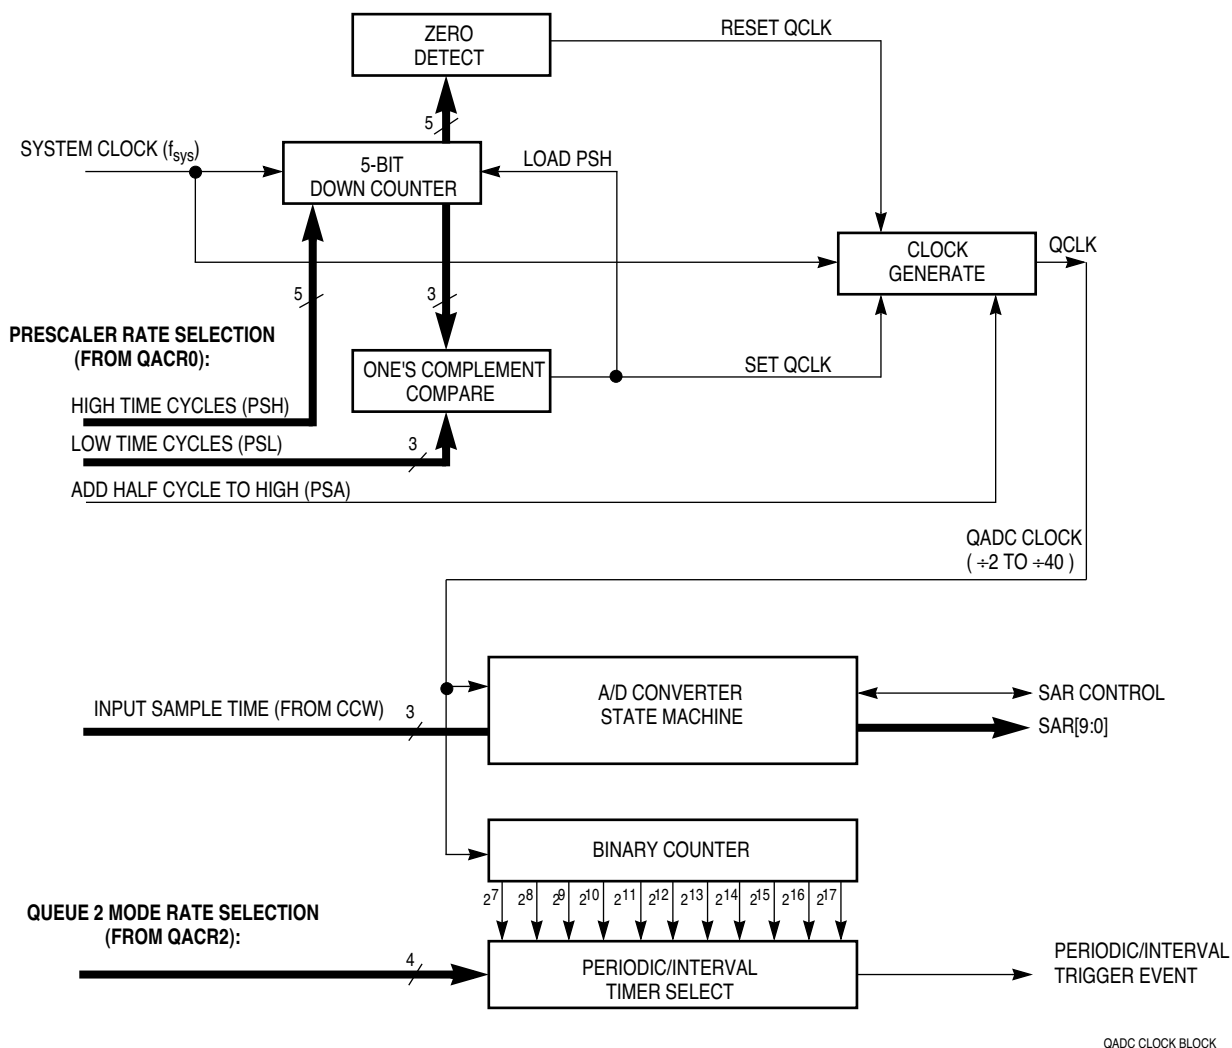 ZERO
DETECT
RESET QCLK
5
SYSTEM CLOCK (fsys)
5-BIT
DOWN COUNTER
LOAD PSH
CLOCK
GENERATE
QCLK
5
3
PRESCALER RATE SELECTION
(FROM QACR0):
ONE'S COMPLEMENT
COMPARE
SET QCLK
HIGH TIME CYCLES (PSH)
LOW TIME CYCLES (PSL)
3
ADD HALF CYCLE TO HIGH (PSA)
QADC CLOCK
( ÷2 TO ÷40 )
INPUT SAMPLE TIME (FROM CCW)
3
A/D CONVERTER
STATE MACHINE
SAR CONTROL
SAR[9:0]
BINARY COUNTER
2^7 2^8 2^9 2^10 2^11 2^12 2^13 2^14 2^15 2^16 2^17
QUEUE 2 MODE RATE SELECTION
(FROM QACR2):
4
PERIODIC/INTERVAL
TIMER SELECT
PERIODIC/INTERVAL
TRIGGER EVENT
QADC CLOCK BLOCK